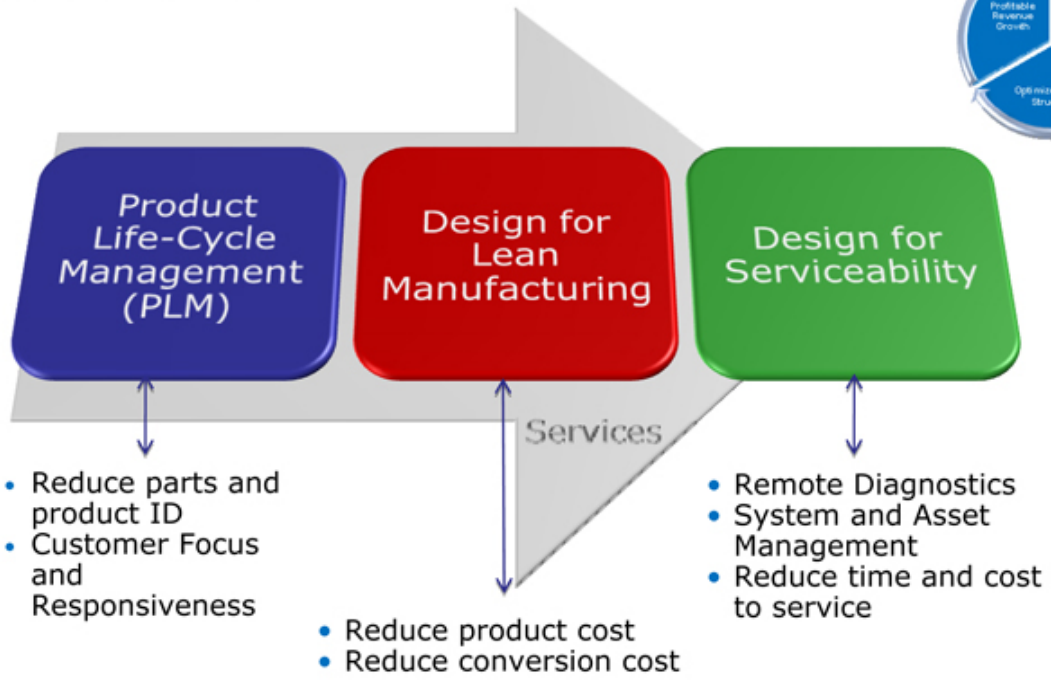 Profitable
Revenue
Growth
Product
Life-Cycle
Management
(PLM)
Design for
Lean
Manufacturing
Design for
Serviceability
Services
• Reduce parts and
product ID
• Customer Focus
and
Responsiveness
• Reduce product cost
• Reduce conversion cost
• Remote Diagnostics
• System and Asset
Management
• Reduce time and cost
to service